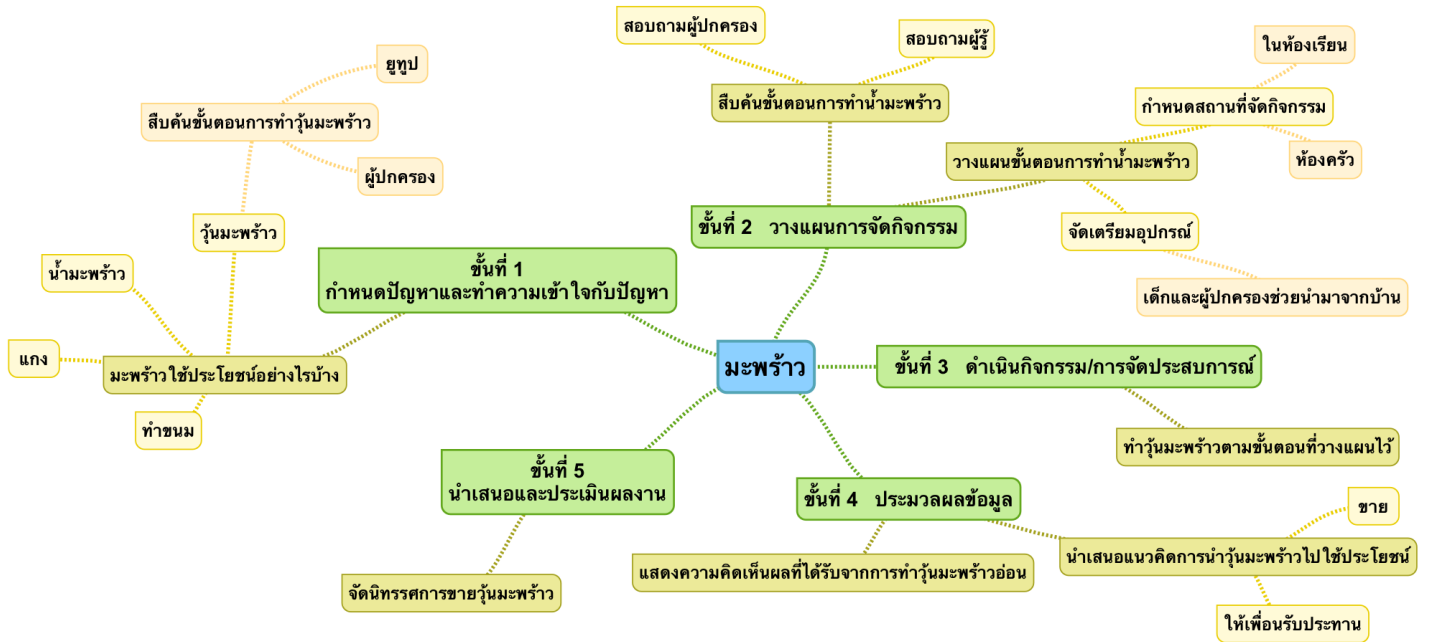 มะพร้าว
ขั้นที่ 1
กำหนดปัญหาและทำความเข้าใจกับปัญหา
มะพร้าวใช้ประโยชน์อย่างไรบ้าง
แกง
น้ำมะพร้าว
วุ้นมะพร้าว
สืบค้นขั้นตอนการทำวุ้นมะพร้าว
ยูทูป
ผู้ปกครอง
ทำขนม
ขั้นที่ 2 วางแผนการจัดกิจกรรม
สืบค้นขั้นตอนการทำน้ำมะพร้าว
สอบถามผู้ปกครอง
สอบถามผู้รู้
วางแผนขั้นตอนการทำน้ำมะพร้าว
กำหนดสถานที่จัดกิจกรรม
ในห้องเรียน
ห้องครัว
จัดเตรียมอุปกรณ์
เด็กและผู้ปกครองช่วยนำมาจากบ้าน
ขั้นที่ 3 ดำเนินกิจกรรม/การจัดประสบการณ์
ทำวุ้นมะพร้าวตามขั้นตอนที่วางแผนไว้
ขั้นที่ 4 ประมวลผลข้อมูล
แสดงความคิดเห็นผลที่ได้รับจากการทำวุ้นมะพร้าวอ่อน
นำเสนอแนวคิดการนำวุ้นมะพร้าวไปใช้ประโยชน์
ขาย
ให้เพื่อนรับประทาน
ขั้นที่ 5
นำเสนอและประเมินผลงาน
จัดนิทรรศการขายวุ้นมะพร้าว